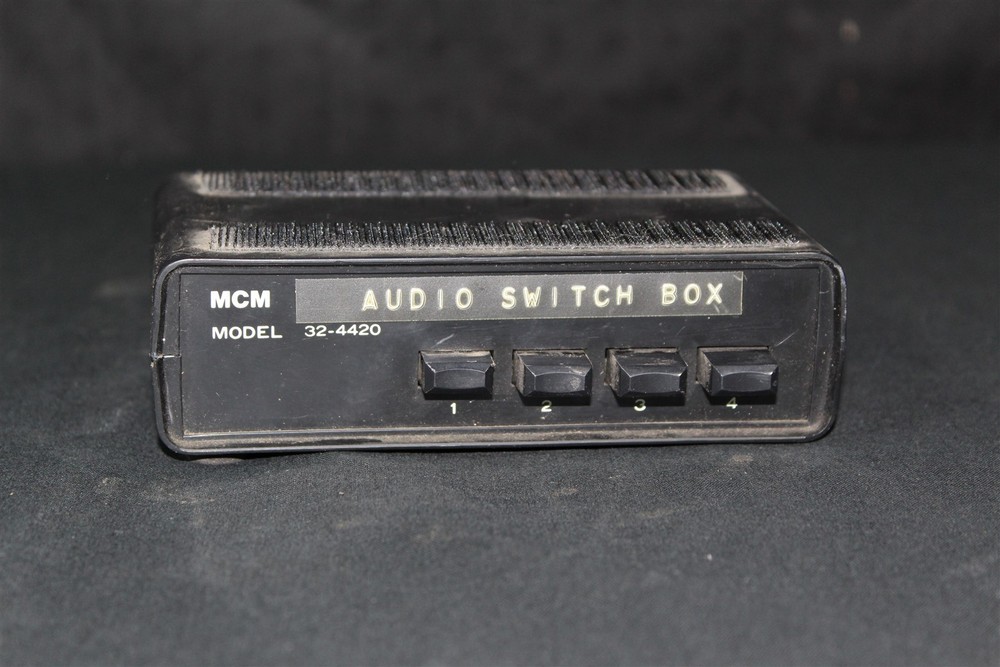 MCM AUDIO SWITCH BOX
MODEL 32-4420
1 2 3 4